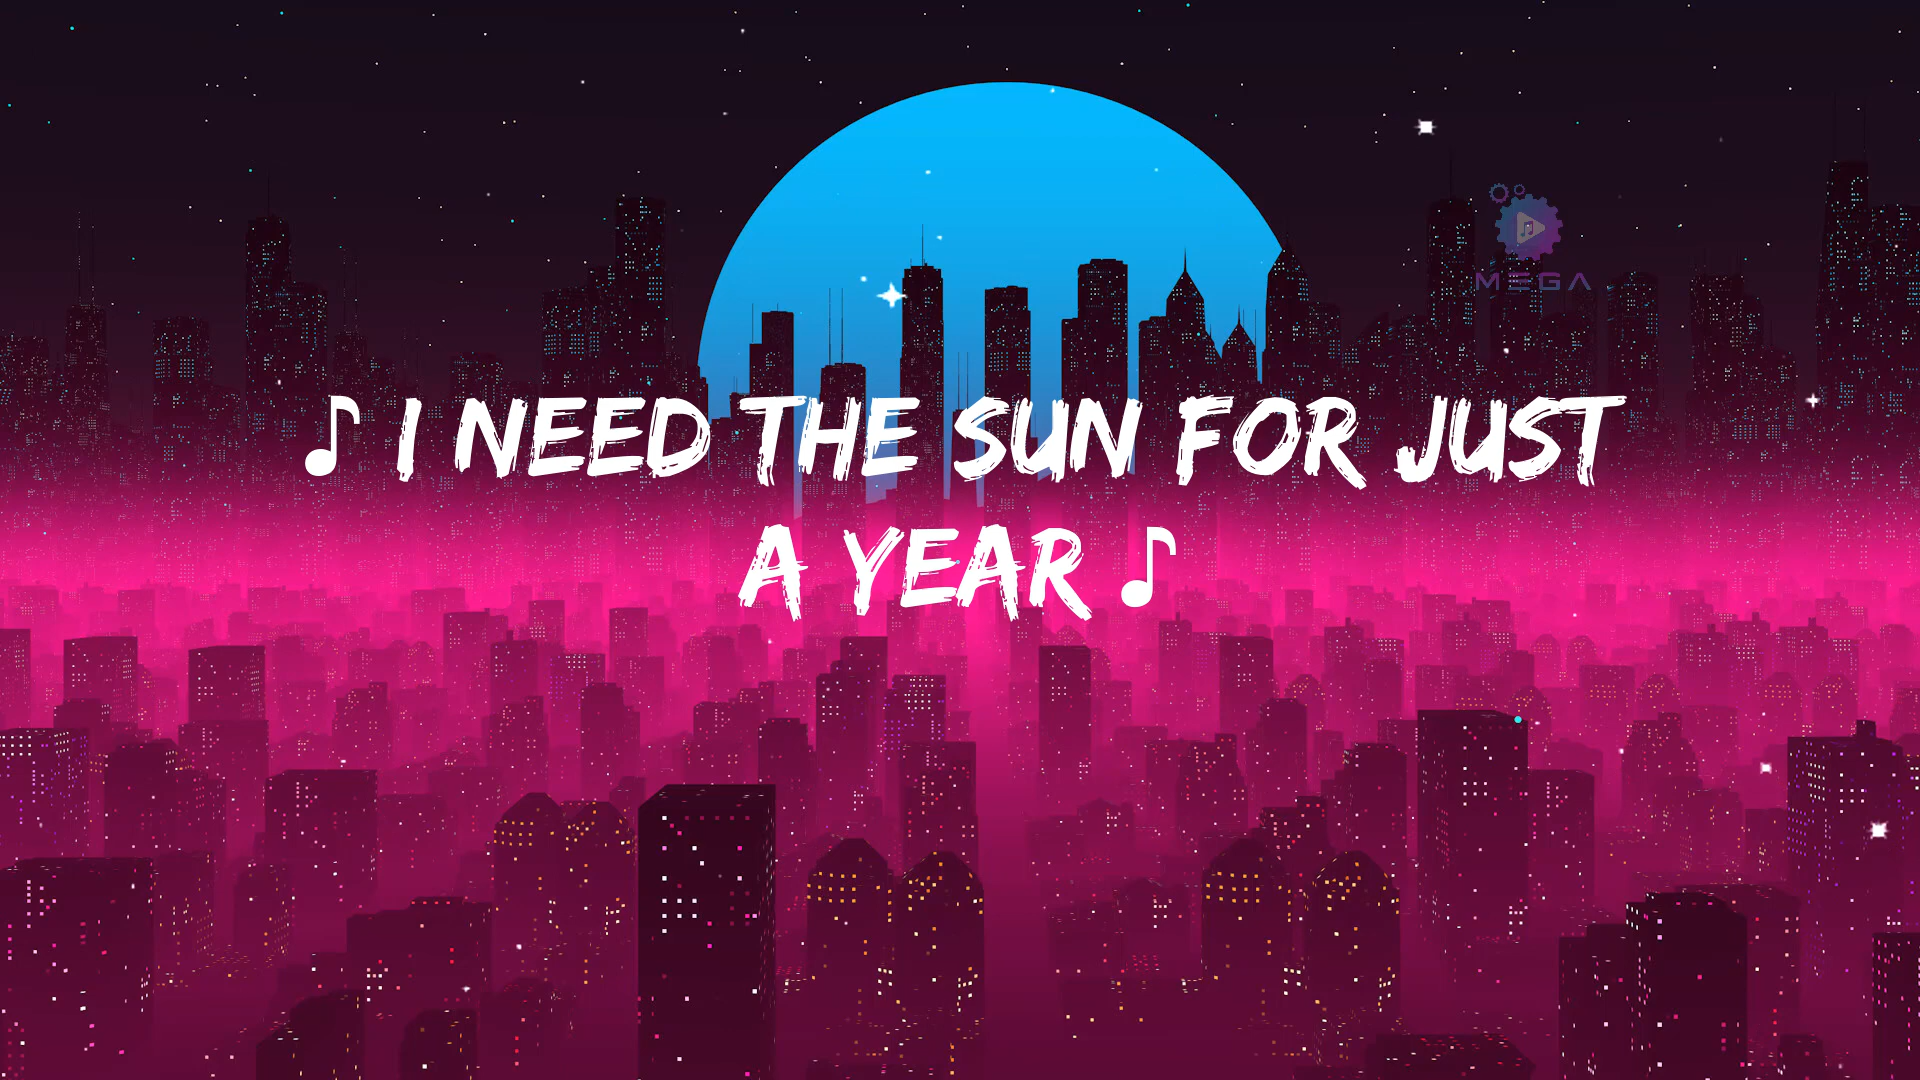 MEGA
♪ I NEED THE SUN FOR JUST
A YEAR ♪